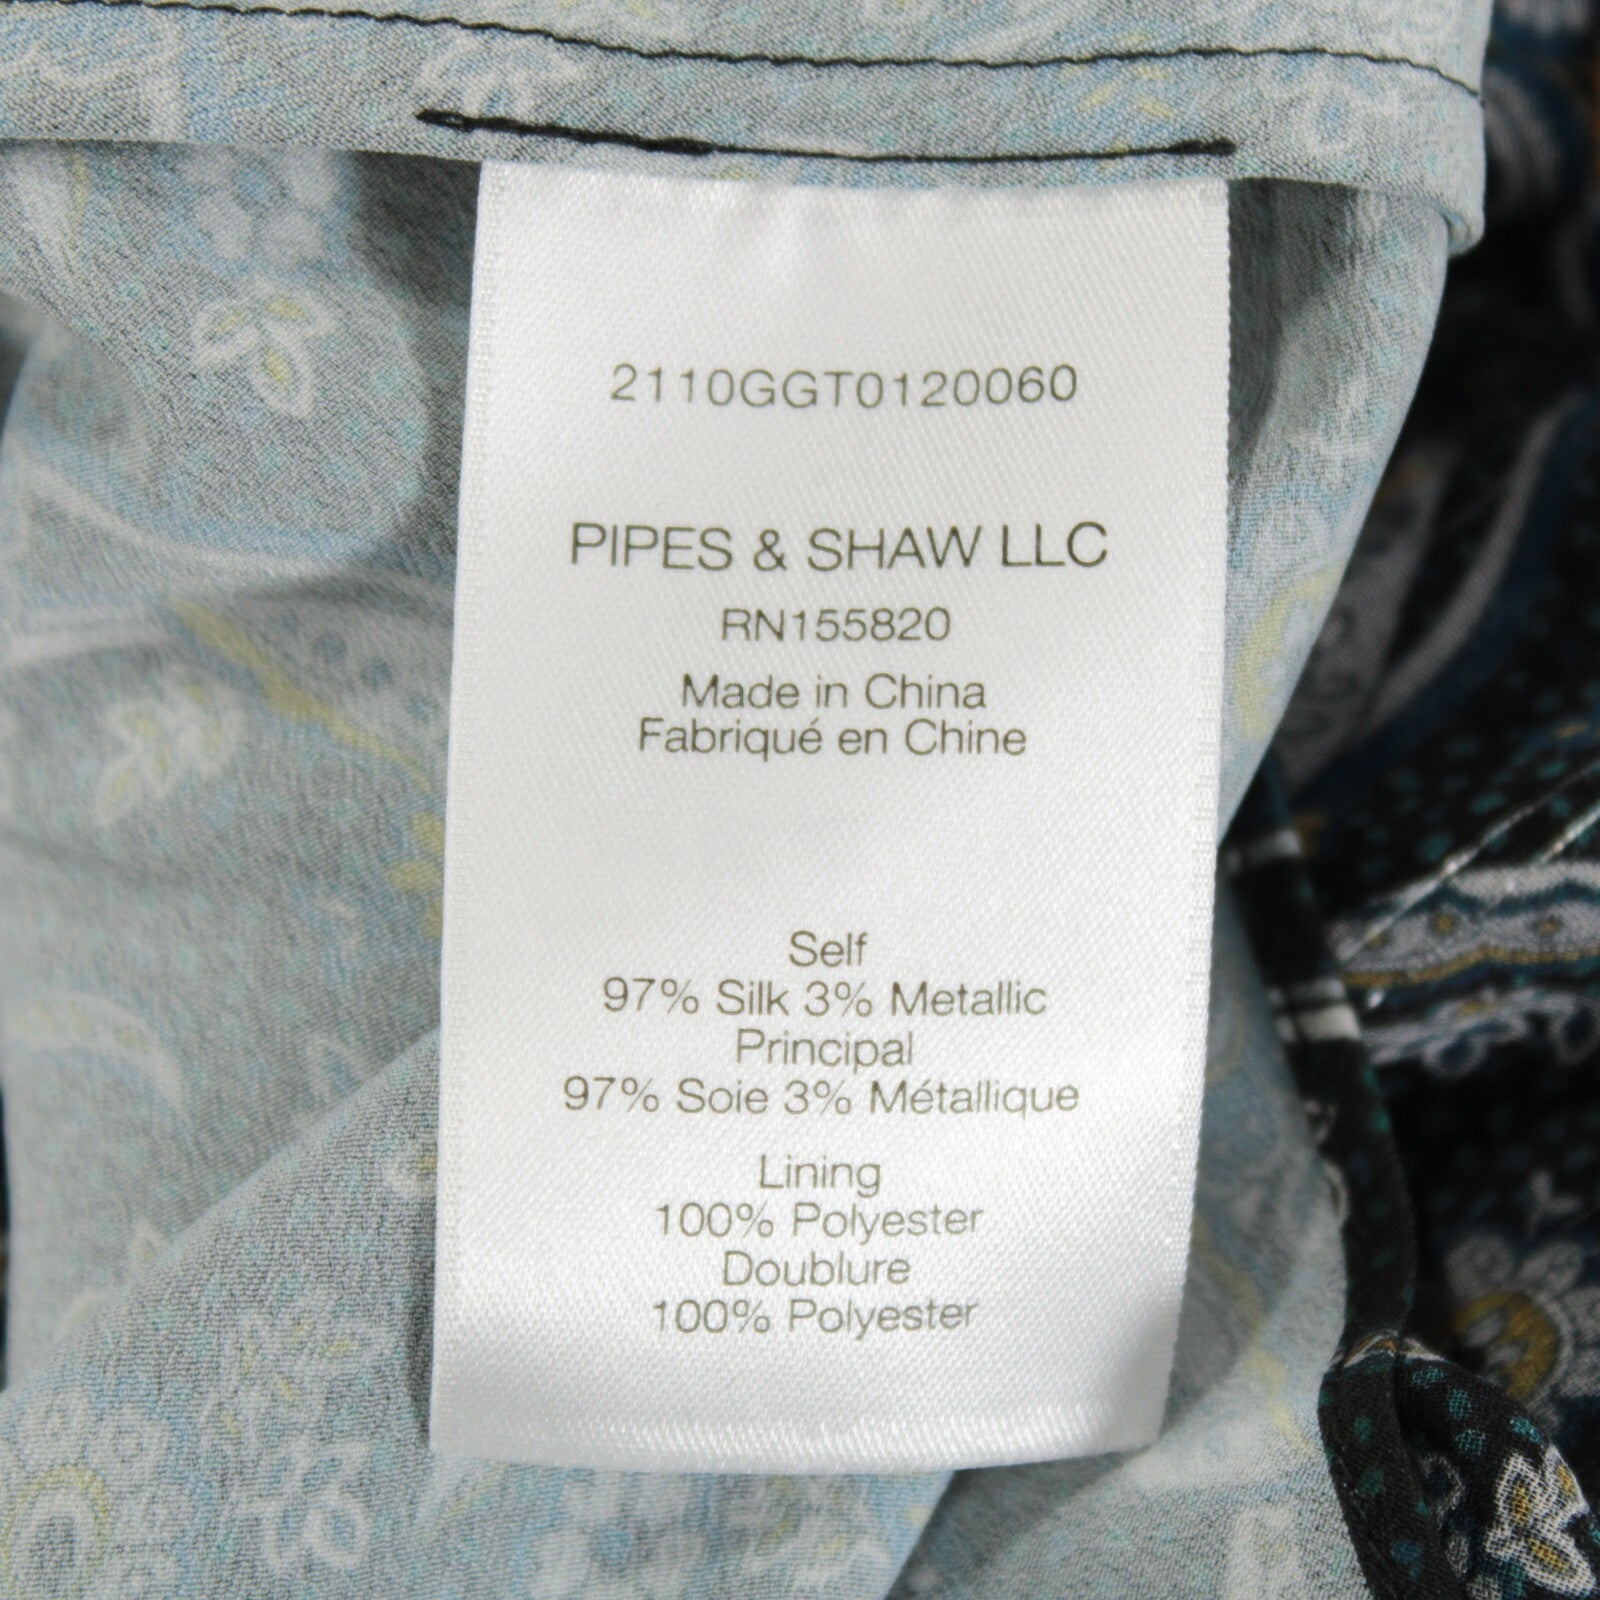 2110GGT0120060
PIPES & SHAW LLC
RN155820
Made in China
Fabriqué en Chine
Self
97% Silk 3% Metallic
Principal
97% Soie 3% Métallique
Lining
100% Polyester
Doublure
100% Polyester